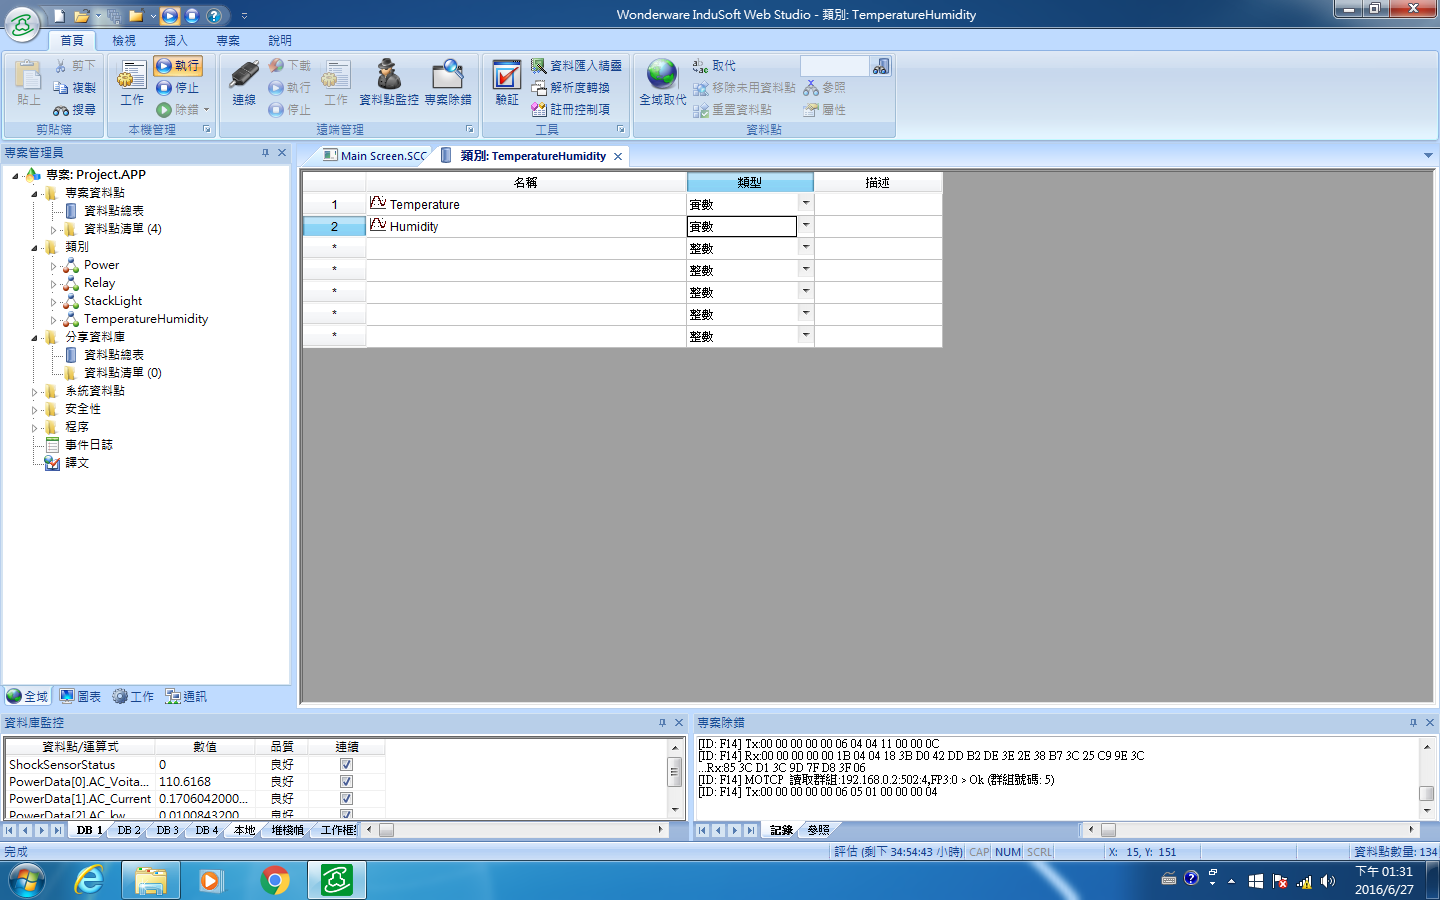 Wonderware InduSoft Web Studio - 類別: TemperatureHumidity
首頁 檢視 插入 專案 說明
貼上 剪下 複製 搜尋
剪貼簿
工作 執行 停止 除錯
本機管理
連線 下載 執行 停止 工作 資料點監控 專案除錯
遠端管理
驗証 資料匯入精靈 解析度轉換 註冊控制項
工具
全域取代 取代 移除未用資料點 重置資料點 參照 屬性
資料點
專案管理員
專案: Project.APP
專案資料點
資料點總表
資料點清單 (4)
類別
Power
Relay
StackLight
TemperatureHumidity
分享資料庫
資料點總表
資料點清單 (0)
系統資料點
安全性
程序
事件日誌
譯文
全域 圖表 工作 通訊
Main Screen.SCC 類別: TemperatureHumidity
名稱 類型 描述
1 Temperature 實數
2 Humidity 實數
* 整數
* 整數
* 整數
* 整數
* 整數
資料庫監控
資料點/運算式 數值 品質 連續
ShockSensorStatus 0 良好
PowerData[0].AC_Volta... 110.6168 良好
PowerData[1].AC_Current 0.1706042000... 良好
PowerData[2].AC_kw 0.0100843200 良好
DB 1 DB 2 DB 3 DB 4 本地 堆棧幀 工作框
專案除錯
[ID: F14] Tx:00 00 00 00 00 06 04 04 11 00 00 0C
[ID: F14] Rx:00 00 00 00 00 1B 04 04 18 3B D0 42 DD B2 DE 3E 2E 38 B7 3C 25 C9 9E 3C
...Rx:85 3C D1 3C 9D 7F D8 3F 06
[ID: F14] MOTCP 讀取群組:192.168.0.2:502:4,FP3:0 > Ok (群組號碼: 5)
[ID: F14] Tx:00 00 00 00 00 06 05 01 00 00 00 04
記錄 參照
完成
評估 (剩下 34:54:43 小時) CAP NUM SCRL X: 15, Y: 151 資料點數量: 134
下午 01:31
2016/6/27